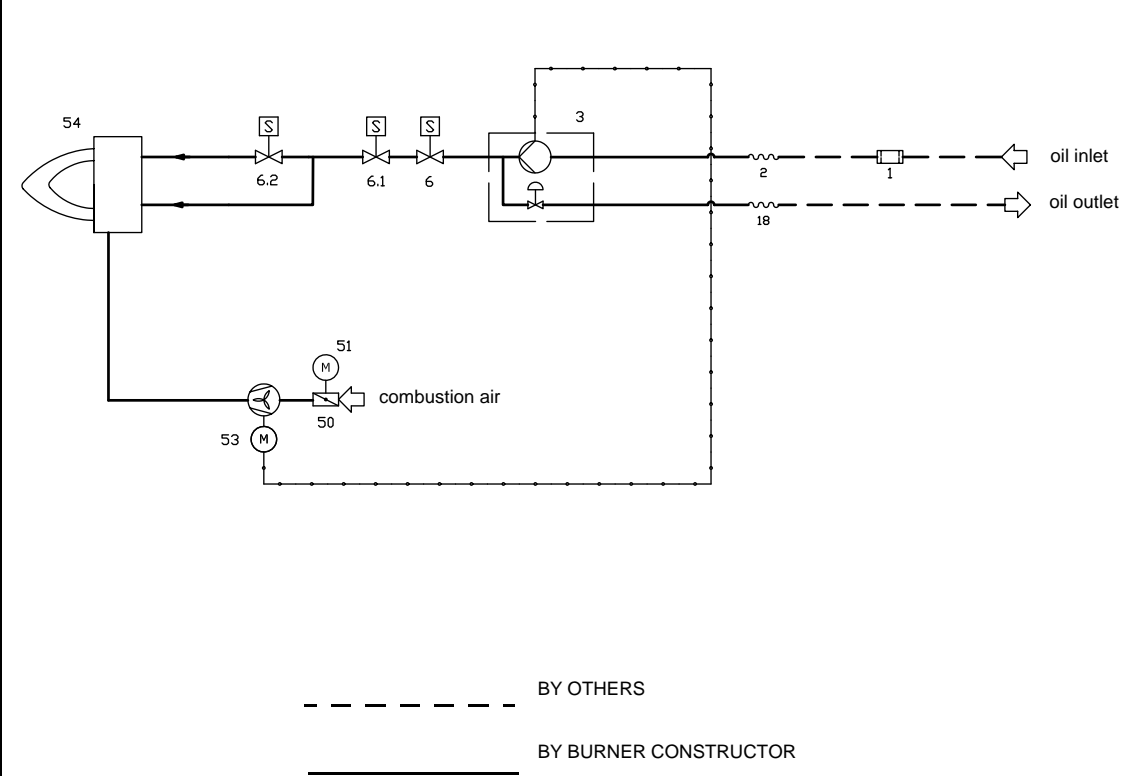 54
S
S
S
3
6.2
6.1
6
2
1
oil inlet
18
oil outlet
51
M
combustion air
50
53
M
BY OTHERS
BY BURNER CONSTRUCTOR